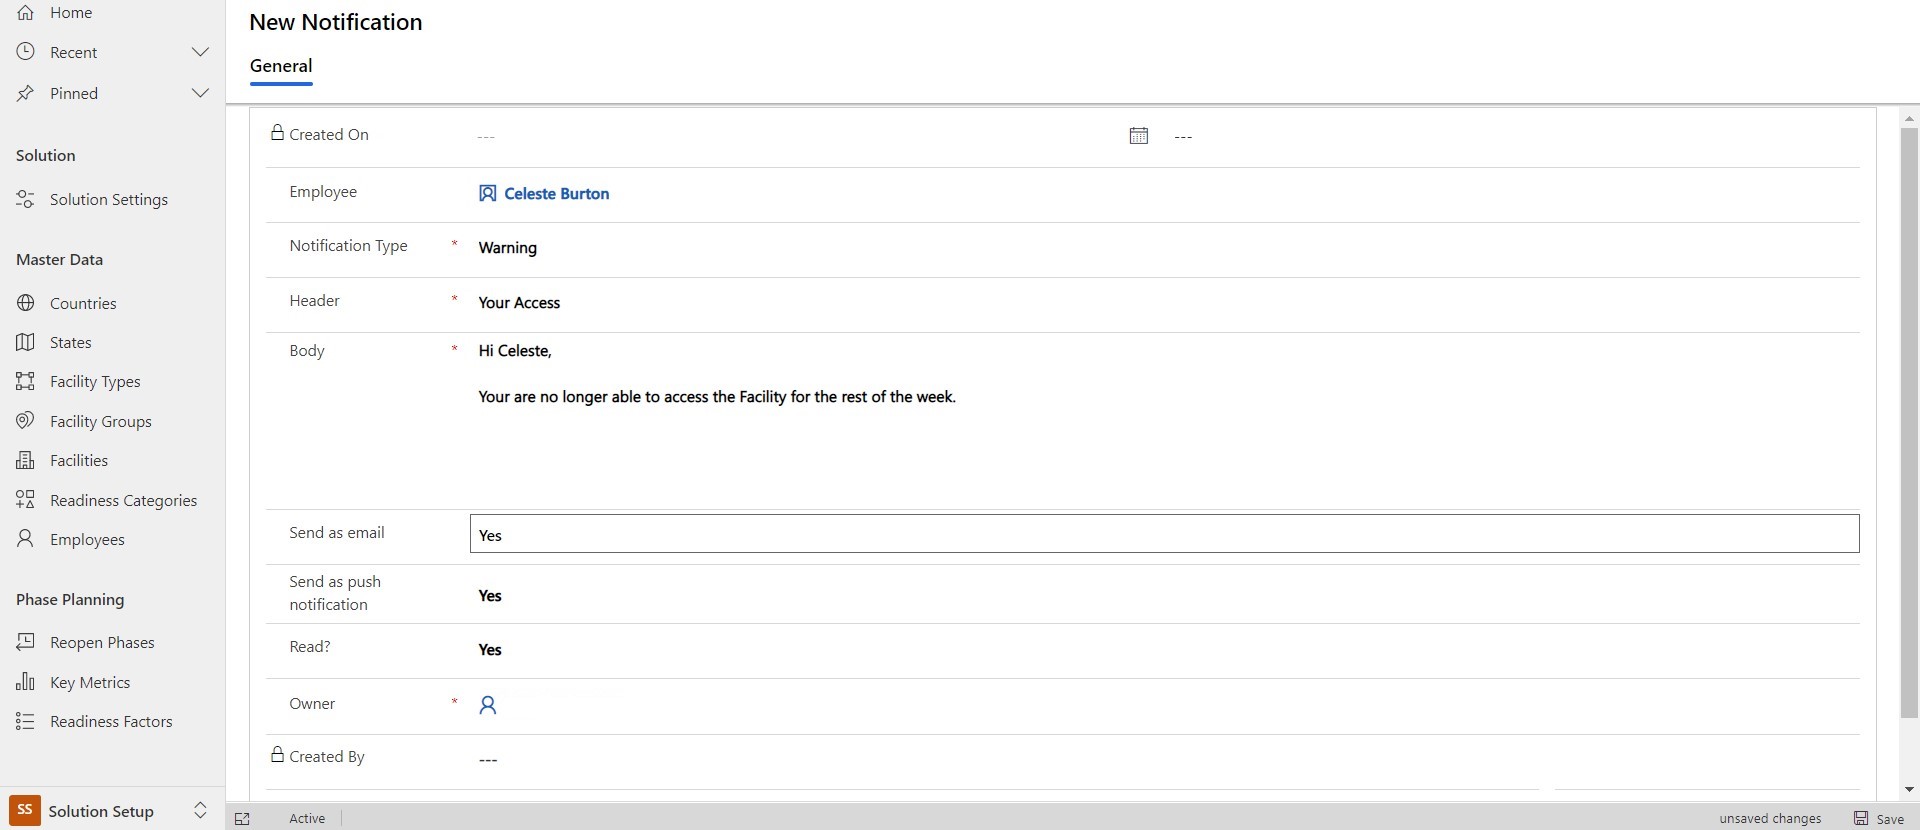 Home
Recent
Pinned
Solution
Solution Settings
Master Data
Countries
States
Facility Types
Facility Groups
Facilities
Readiness Categories
Employees
Phase Planning
Reopen Phases
Key Metrics
Readiness Factors
SS Solution Setup
New Notification
General
Created On --- ---
Employee Celeste Burton
Notification Type * Warning
Header * Your Access
Body * Hi Celeste,
Your are no longer able to access the Facility for the rest of the week.
Send as email Yes
Send as push
notification Yes
Read? Yes
Owner *
Created By ---
Active unsaved changes Save